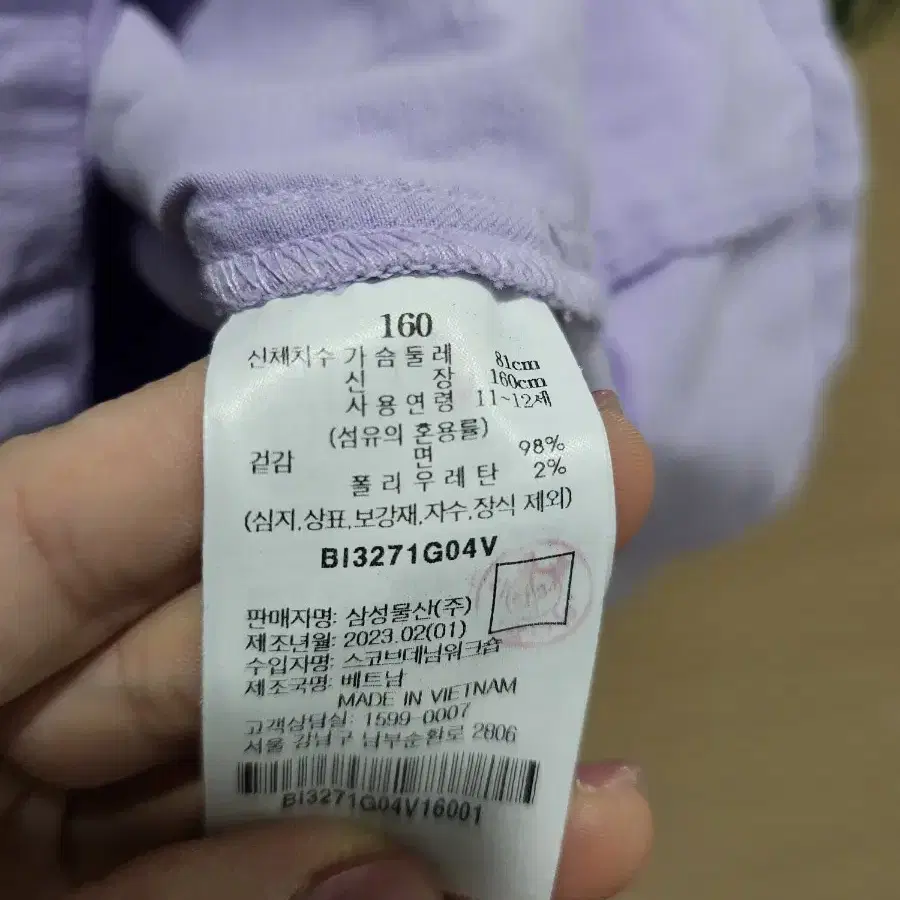 160
신체치수 가슴둘레 81cm
신 장 160cm
사용연령 11~12세
(섬유의 혼용률)
겉감 면 98%
폴리우레탄 2%
(심지,상표,보강재,자수,장식 제외)
BI3271G04V
판매자명: 삼성물산(주)
제조년월: 2023.02(01)
수입자명: 스코브데님워크숍
제조국명: 베트남
MADE IN VIETNAM
고객상담실: 1599-0007
서울 강남구 남부순환로 2806
BI3271G04V16001